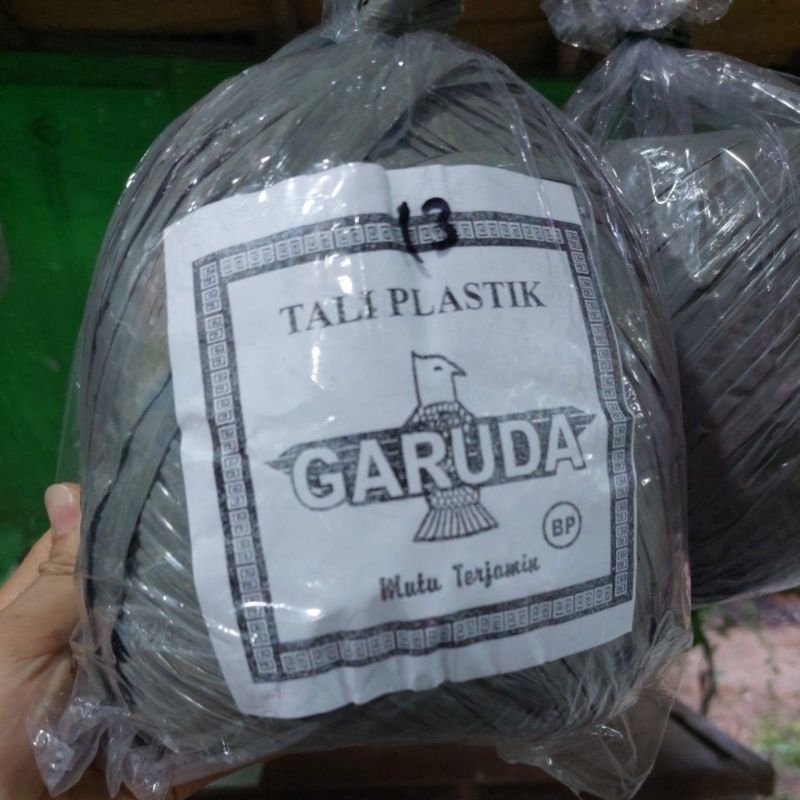 13
TALI PLASTIK
GARUDA
BP
Mutu Terjamin